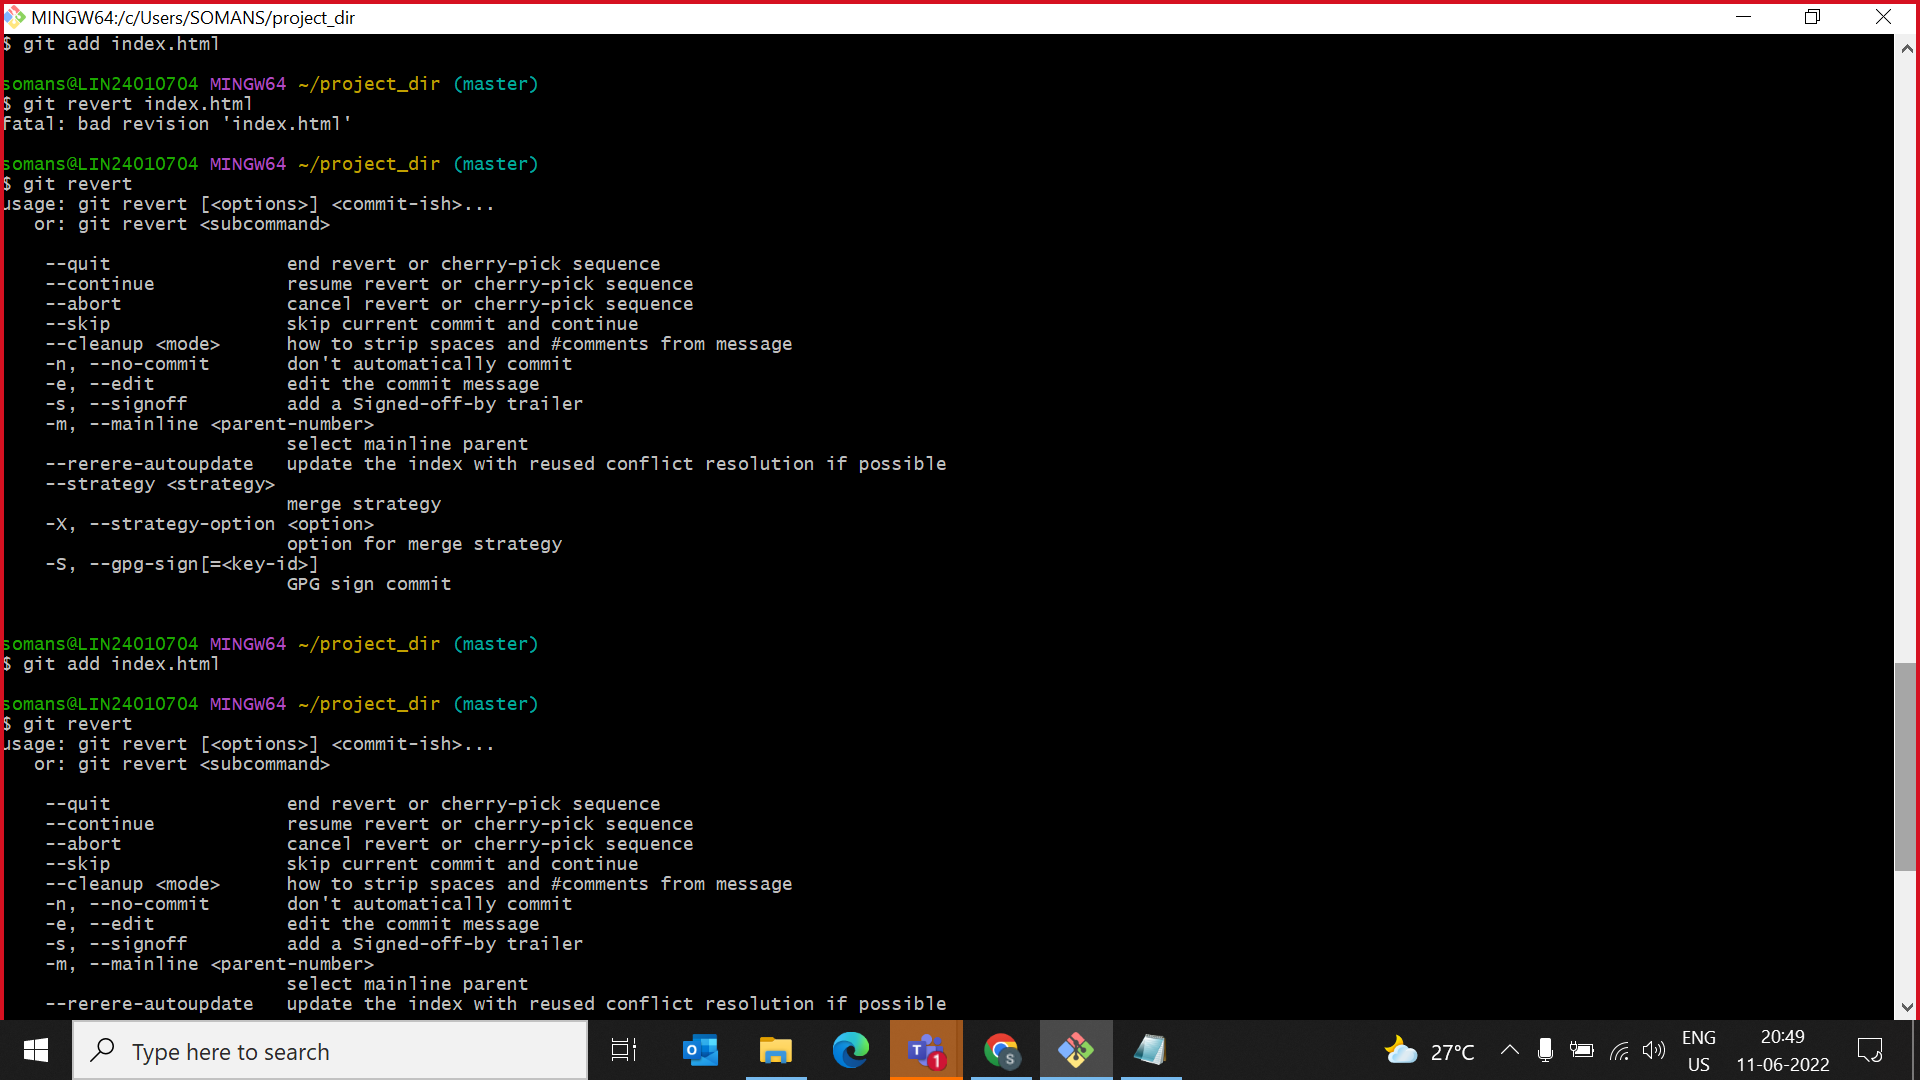 MINGW64:/c/Users/SOMANS/project_dir
$ git add index.html
somans@LIN24010704 MINGW64 ~/project_dir (master)
$ git revert index.html
fatal: bad revision 'index.html'
somans@LIN24010704 MINGW64 ~/project_dir (master)
$ git revert
usage: git revert [<options>] <commit-ish>...
   or: git revert <subcommand>
    --quit                end revert or cherry-pick sequence
    --continue            resume revert or cherry-pick sequence
    --abort               cancel revert or cherry-pick sequence
    --skip                skip current commit and continue
    --cleanup <mode>      how to strip spaces and #comments from message
    -n, --no-commit       don't automatically commit
    -e, --edit            edit the commit message
    -s, --signoff         add a Signed-off-by trailer
    -m, --mainline <parent-number>
                          select mainline parent
    --rerere-autoupdate   update the index with reused conflict resolution if possible
    --strategy <strategy>
                          merge strategy
    -X, --strategy-option <option>
                          option for merge strategy
    -S, --gpg-sign[=<key-id>]
                          GPG sign commit
somans@LIN24010704 MINGW64 ~/project_dir (master)
$ git add index.html
somans@LIN24010704 MINGW64 ~/project_dir (master)
$ git revert
usage: git revert [<options>] <commit-ish>...
   or: git revert <subcommand>
    --quit                end revert or cherry-pick sequence
    --continue            resume revert or cherry-pick sequence
    --abort               cancel revert or cherry-pick sequence
    --skip                skip current commit and continue
    --cleanup <mode>      how to strip spaces and #comments from message
    -n, --no-commit       don't automatically commit
    -e, --edit            edit the commit message
    -s, --signoff         add a Signed-off-by trailer
    -m, --mainline <parent-number>
                          select mainline parent
    --rerere-autoupdate   update the index with reused conflict resolution if possible
Type here to search
27°C
ENG
US
20:49
11-06-2022
1